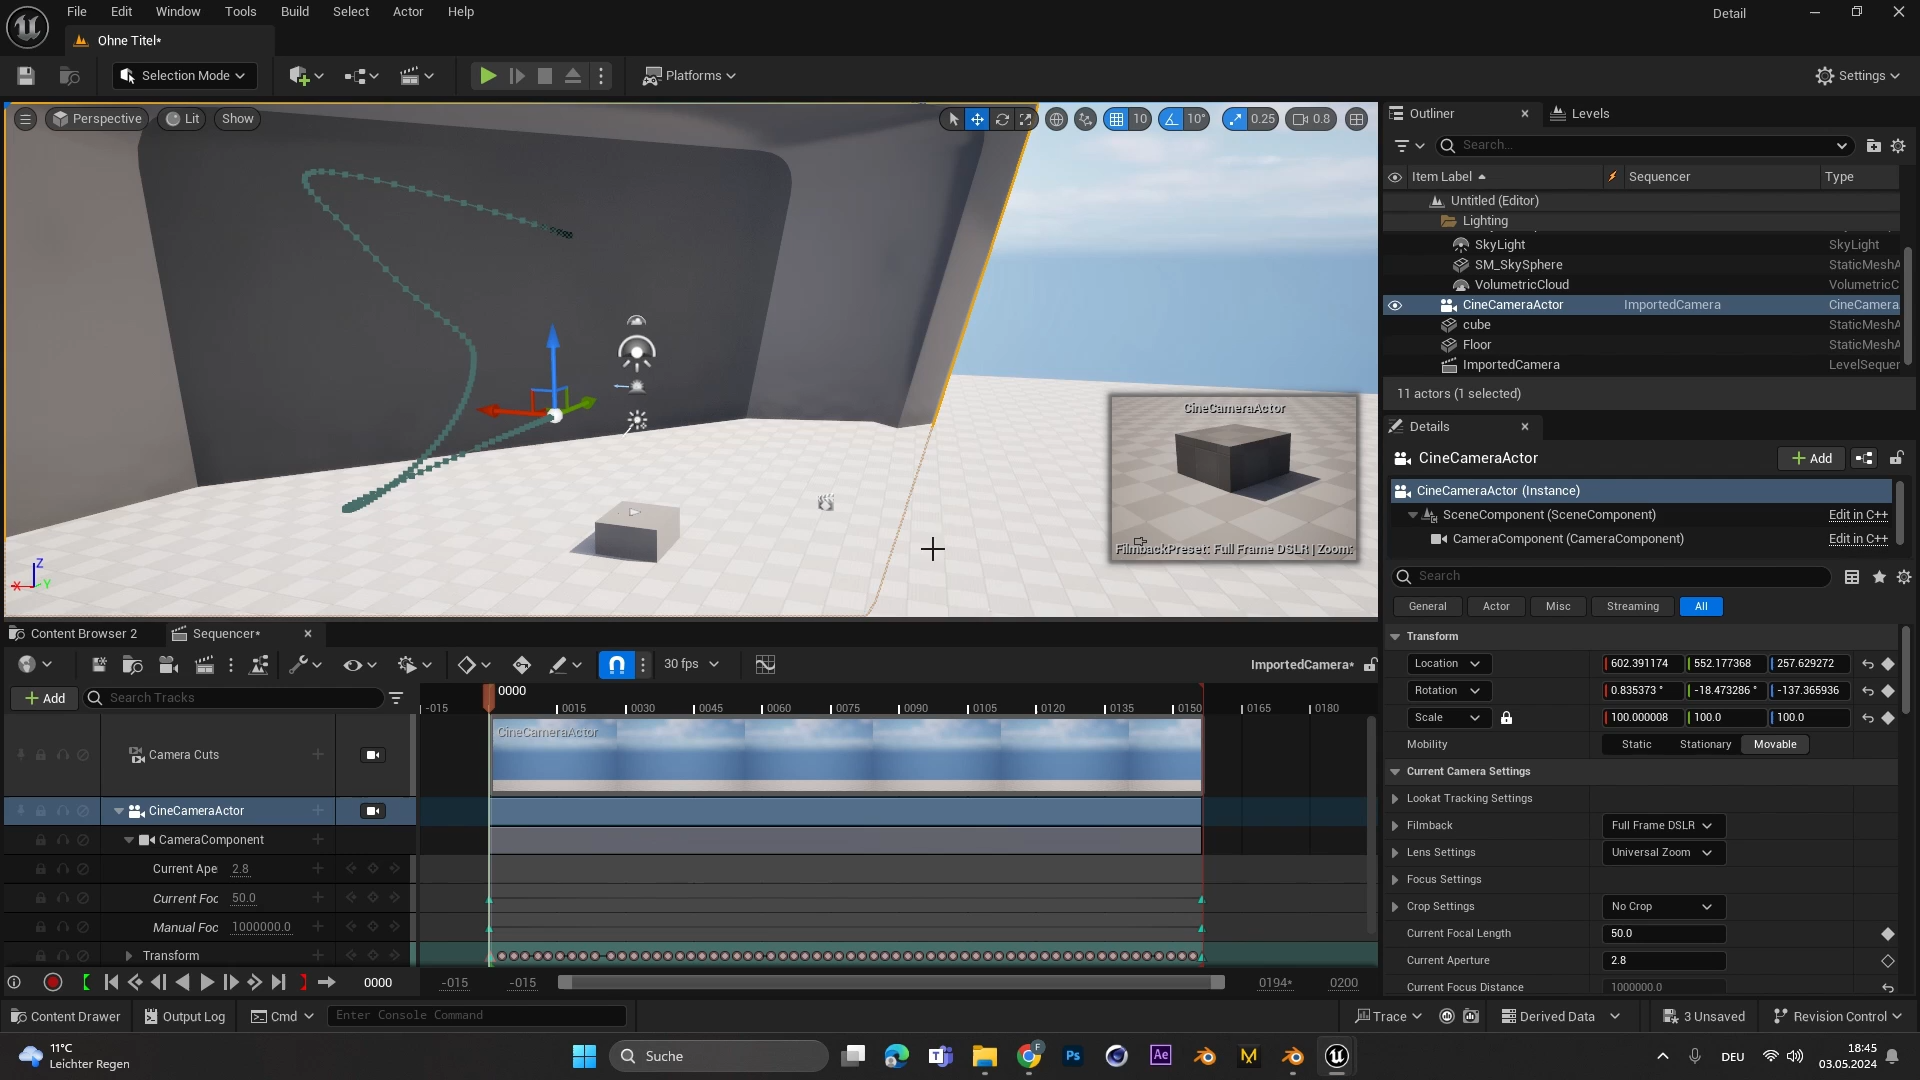 File Edit Window Tools Build Select Actor Help
Detail
Ohne Titel*
Selection Mode
Platforms
Settings
Perspective Lit Show
10 10° 0.25 0.8
CineCameraActor
FilmbackPreset: Full Frame DSLR | Zoom:
Z
X Y
Outliner Levels
Search...
Item Label Sequencer Type
Untitled (Editor)
Lighting
SkyLight SkyLight
SM_SkySphere StaticMeshA
VolumetricCloud VolumetricC
CineCameraActor ImportedCamera CineCamera
cube StaticMeshA
Floor StaticMeshA
ImportedCamera LevelSequer
11 actors (1 selected)
Details
CineCameraActor
Add
CineCameraActor (Instance)
SceneComponent (SceneComponent) Edit in C++
CameraComponent (CameraComponent) Edit in C++
Search
General Actor Misc Streaming All
Transform
Location 602.391174 552.177368 257.629272
Rotation 0.835373 ° -18.473286 ° -137.365936
Scale 100.000008 100.0 100.0
Mobility Static Stationary Movable
Current Camera Settings
Lookat Tracking Settings
Filmback Full Frame DSLR
Lens Settings Universal Zoom
Focus Settings
Crop Settings No Crop
Current Focal Length 50.0
Current Aperture 2.8
Current Focus Distance 1000000.0
Content Browser 2 Sequencer*
30 fps
ImportedCamera*
Add Search Tracks
0000
-015 0015 0030 0045 0060 0075 0090 0105 0120 0135 0150 0165 0180
Camera Cuts
CineCameraActor
CineCameraActor
CameraComponent
Current Ape 2.8
Current Foc 50.0
Manual Foc 1000000.0
Transform
0000 -015 -015 0194* 0200
Content Drawer Output Log Cmd Enter Console Command
Trace Derived Data 3 Unsaved Revision Control
11°C
Leichter Regen
Suche
F
Ps
Ae
M
DEU
18:45
03.05.2024